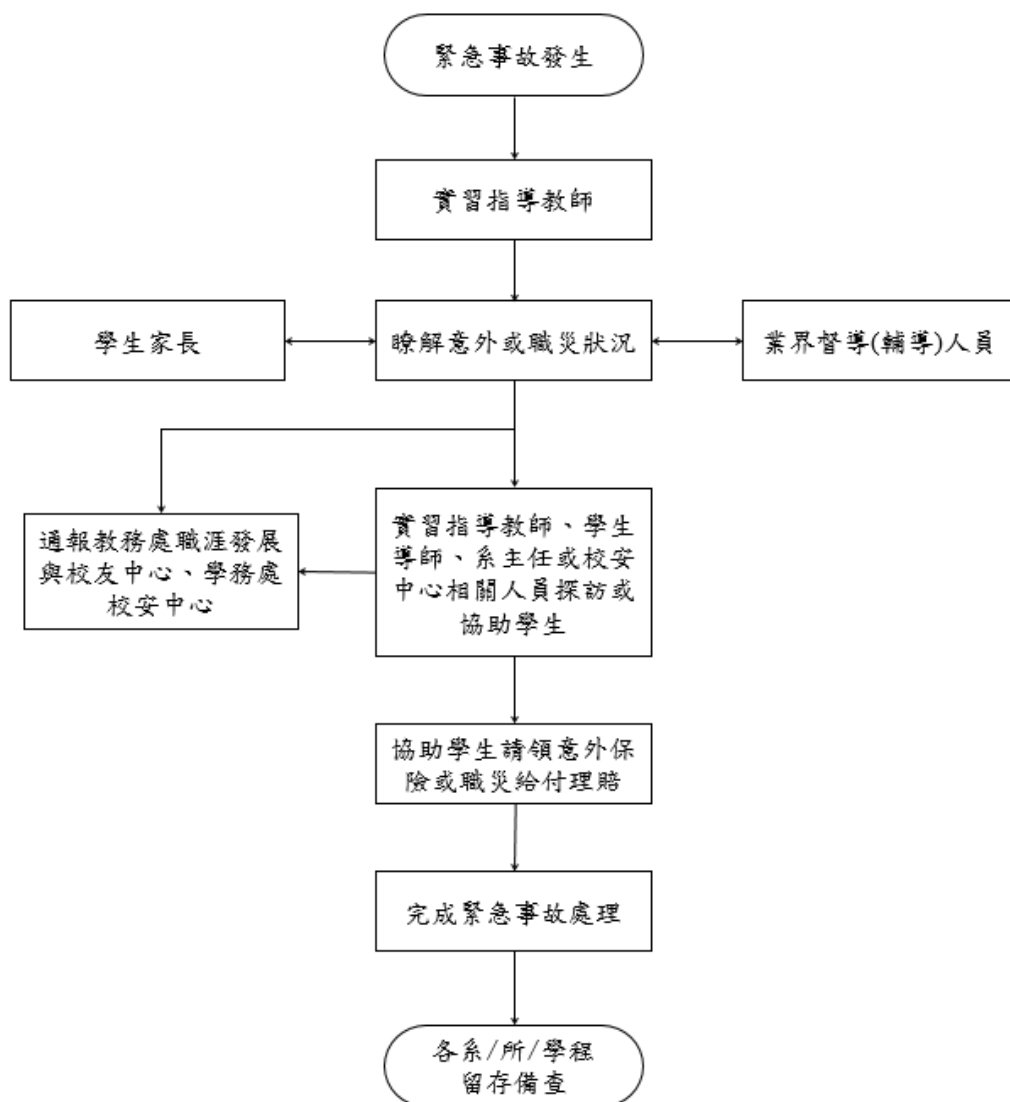 緊急事故發生
實習指導教師
學生家長
瞭解意外或職災狀況
業界督導(輔導)人員
通報教務處職涯發展
與校友中心、學務處
校安中心
實習指導教師、學生
導師、系主任或校安
中心相關人員探訪或
協助學生
協助學生請領意外保
險或職災給付理賠
完成緊急事故處理
各系/所/學程
留存備查